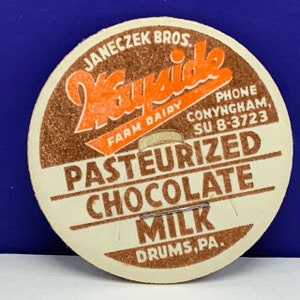 JANECZEK BROS.
Wayside
FARM DAIRY
PHONE
CONYNGHAM,
SU 8-3723
PASTEURIZED
CHOCOLATE
MILK
DRUMS, PA.